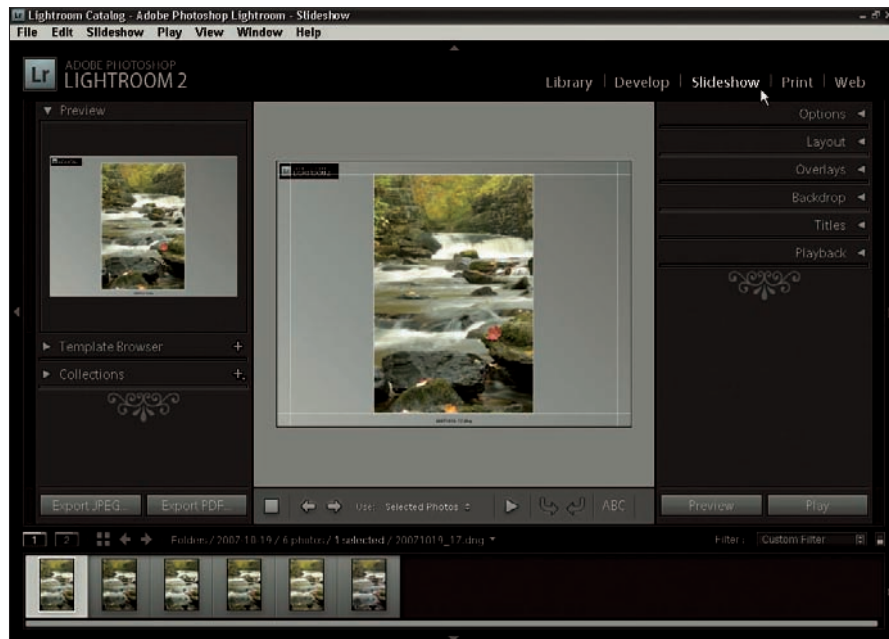 Lightroom Catalog - Adobe Photoshop Lightroom - Slideshow
File Edit Slideshow Play View Window Help
Lr ADOBE PHOTOSHOP
LIGHTROOM 2
Library | Develop | Slideshow | Print | Web
Preview
Options
Layout
Overlays
Backdrop
Titles
Playback
Template Browser +
Collections +
Export JPEG... Export PDF...
Use: Selected Photos
ABC
Preview Play
1 2 Folders / 2007-10-19 / 6 photos / 1 selected / 20071019_17.dng
Filter : Custom Filter